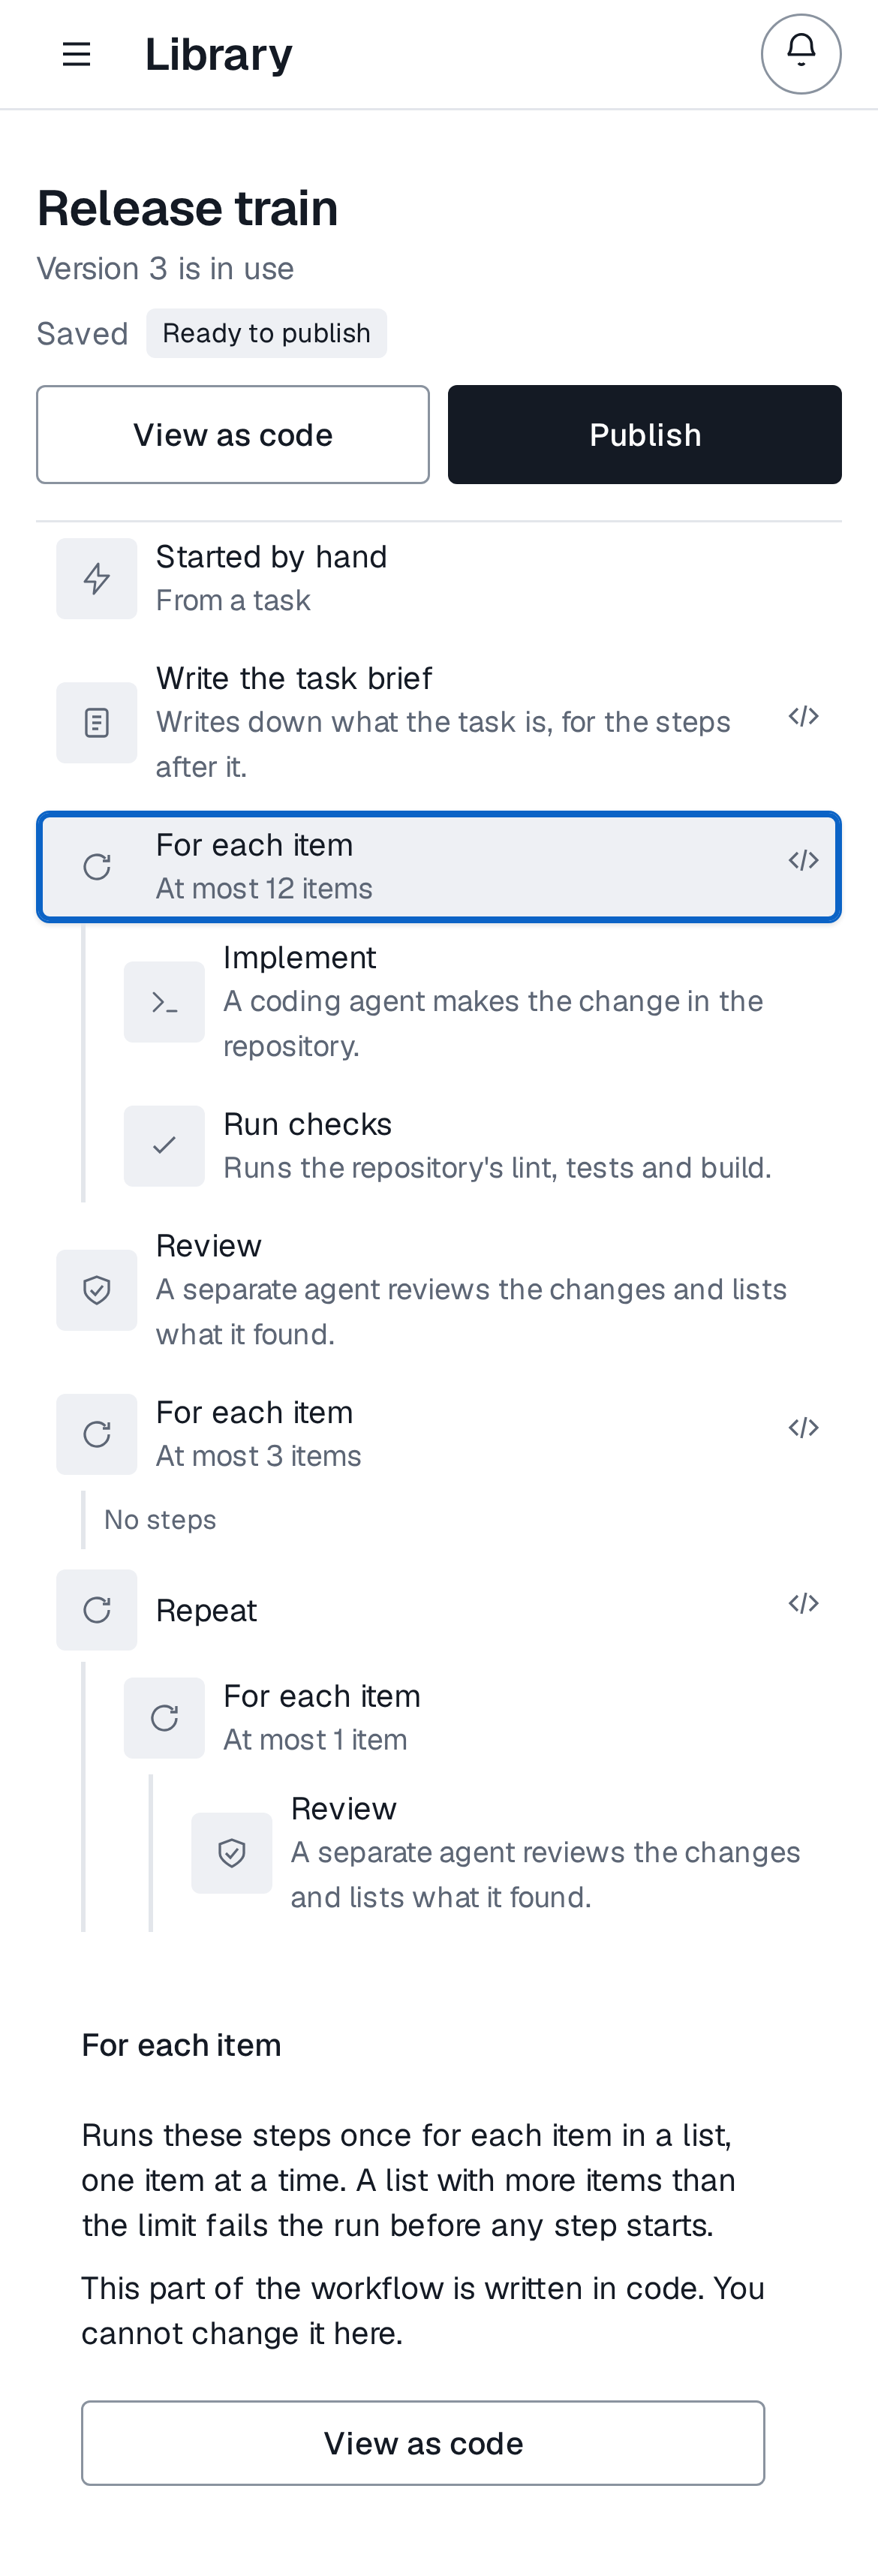 Library
Release train
Version 3 is in use
Saved
Ready to publish
View as code
Publish
Started by hand
From a task
Write the task brief
Writes down what the task is, for the steps
after it.
For each item
At most 12 items
Implement
A coding agent makes the change in the
repository.
Run checks
Runs the repository's lint, tests and build.
Review
A separate agent reviews the changes and lists
what it found.
For each item
At most 3 items
No steps
Repeat
For each item
At most 1 item
Review
A separate agent reviews the changes
and lists what it found.
For each item
Runs these steps once for each item in a list,
one item at a time. A list with more items than
the limit fails the run before any step starts.
This part of the workflow is written in code. You
cannot change it here.
View as code